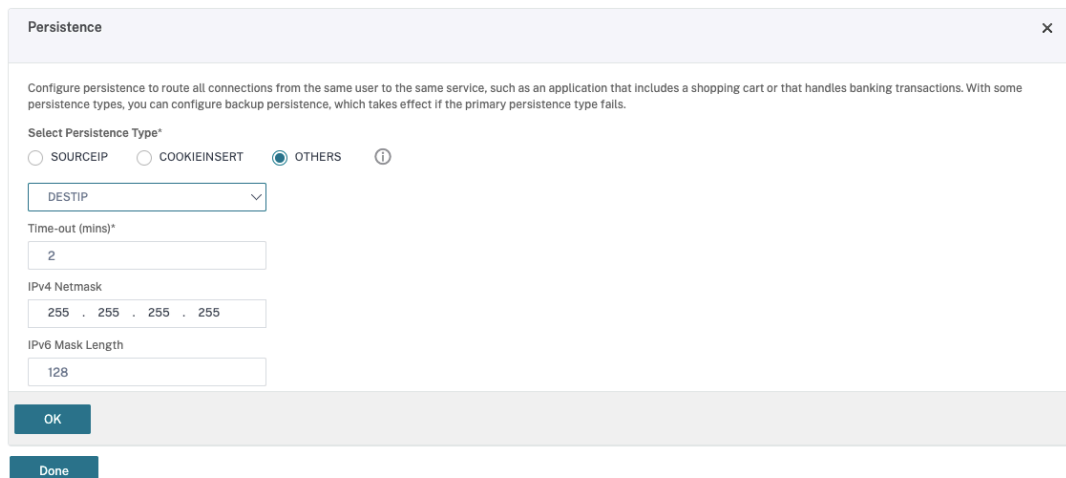 Persistence
Configure persistence to route all connections from the same user to the same service, such as an application that includes a shopping cart or that handles banking transactions. With some
persistence types, you can configure backup persistence, which takes effect if the primary persistence type fails.
Select Persistence Type*
SOURCEIP COOKIEINSERT OTHERS
DESTIP
Time-out (mins)*
2
IPv4 Netmask
255 . 255 . 255 . 255
IPv6 Mask Length
128
OK
Done